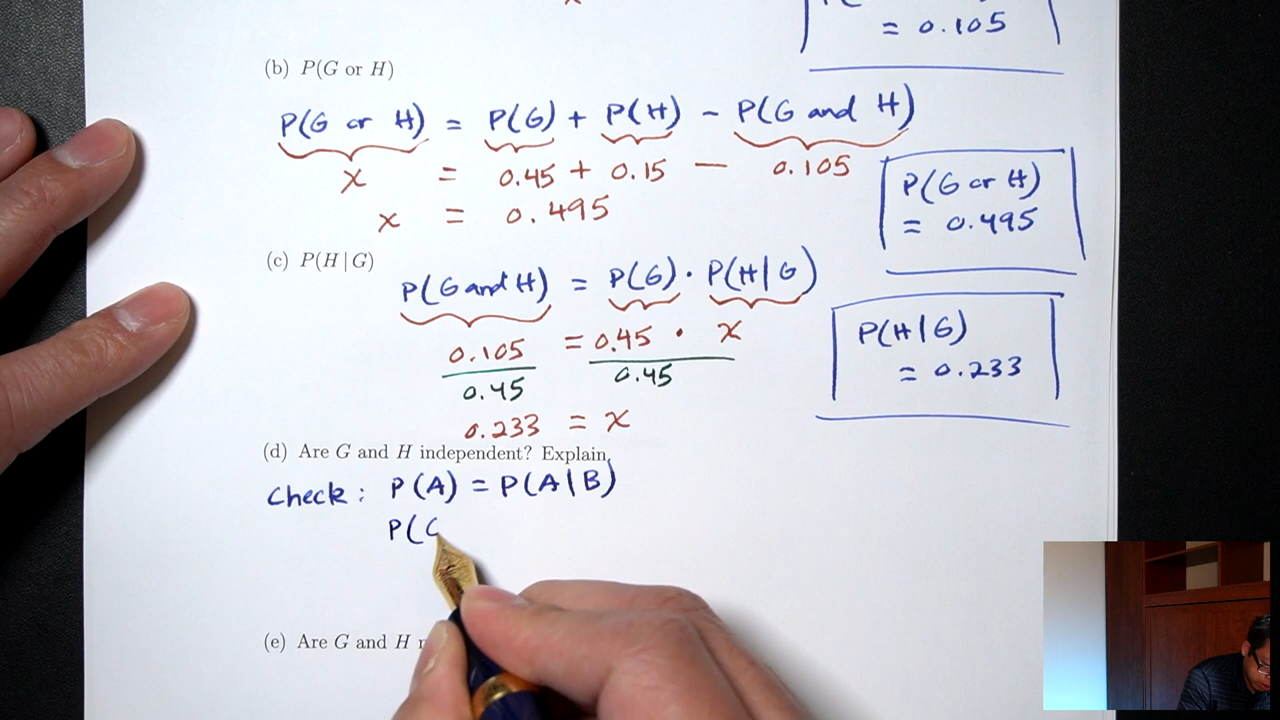 = 0.105
(b) P(G or H)
P(G or H) = P(G) + P(H) - P(G and H)
x = 0.45 + 0.15 — 0.105
x = 0.495
P(G or H)
= 0.495
(c) P(H | G)
P(G and H) = P(G) · P(H | G)
0.105 = 0.45 · x
0.45 0.45
0.233 = x
P(H | G)
= 0.233
(d) Are G and H independent? Explain.
Check: P(A) = P(A | B)
P(G
(e) Are G and H